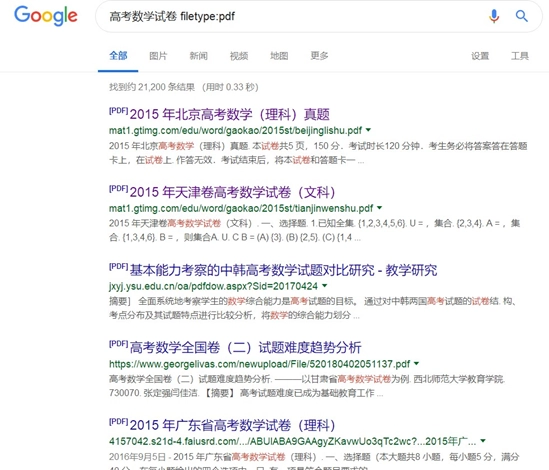 Google 高考数学试卷 filetype:pdf
全部 图片 新闻 视频 地图 更多 设置 工具
找到约 21,200 条结果 （用时 0.33 秒）
[PDF] 2015 年北京高考数学（理科）真题
mat1.gtimg.com/edu/word/gaokao/2015st/beijinglishu.pdf
2015 年北京高考数学（理科）真题. 本试卷共5 页，150 分．考试时长120 分钟．考生务必将答案答在答题
卡上，在试卷上. 作答无效．考试结束后，将本试卷和答题卡一 ...
[PDF] 2015 年天津卷高考数学试卷（文科）
mat1.gtimg.com/edu/word/gaokao/2015st/tianjinwenshu.pdf
2015 年天津卷高考数学试卷（文科）. 一、选择题. 1.已知全集. {1,2,3,4,5,6}. U = ，集合. {2,3,4}. A = ，集
合. {1,3,4,6}. B = ，则集合A. U. C B = (A) {3}. (B) {2,5}. (C) {1,4 ...
[PDF] 基本能力考察的中韩高考数学试题对比研究 - 教学研究
jxyj.ysu.edu.cn/oa/pdfdow.aspx?Sid=20170424
摘要］ 全面系统地考察学生的数学综合能力是高考试题的目标。 通过对中韩两国高考试题的试卷结. 构、
考点分布及其试题特点进行比较分析，将数学的综合能力划分 ...
[PDF] 高考数学全国卷（二）试题难度趋势分析
https://www.georgelivas.com/newupload/File/520180402051137.pdf
高考数学全国卷（二）试题难度趋势分析. ———以甘肃省高考数学试卷为例. 西北师范大学教育学院.
730070. 张定强闫佳洁. 【摘要】 高考试题难度已成为基础教育工作 ...
[PDF] 2015 年广东省高考数学试卷（理科）
4157042.s21d-4.faiusrd.com/.../ABUIABA9GAAgyZKavwUo3qTc2wc?...2015年广...
2016年9月5日 - 2015 年广东省高考数学试卷（理科）. 一、选择题（本大题共8 小题，每小题5 分，满分